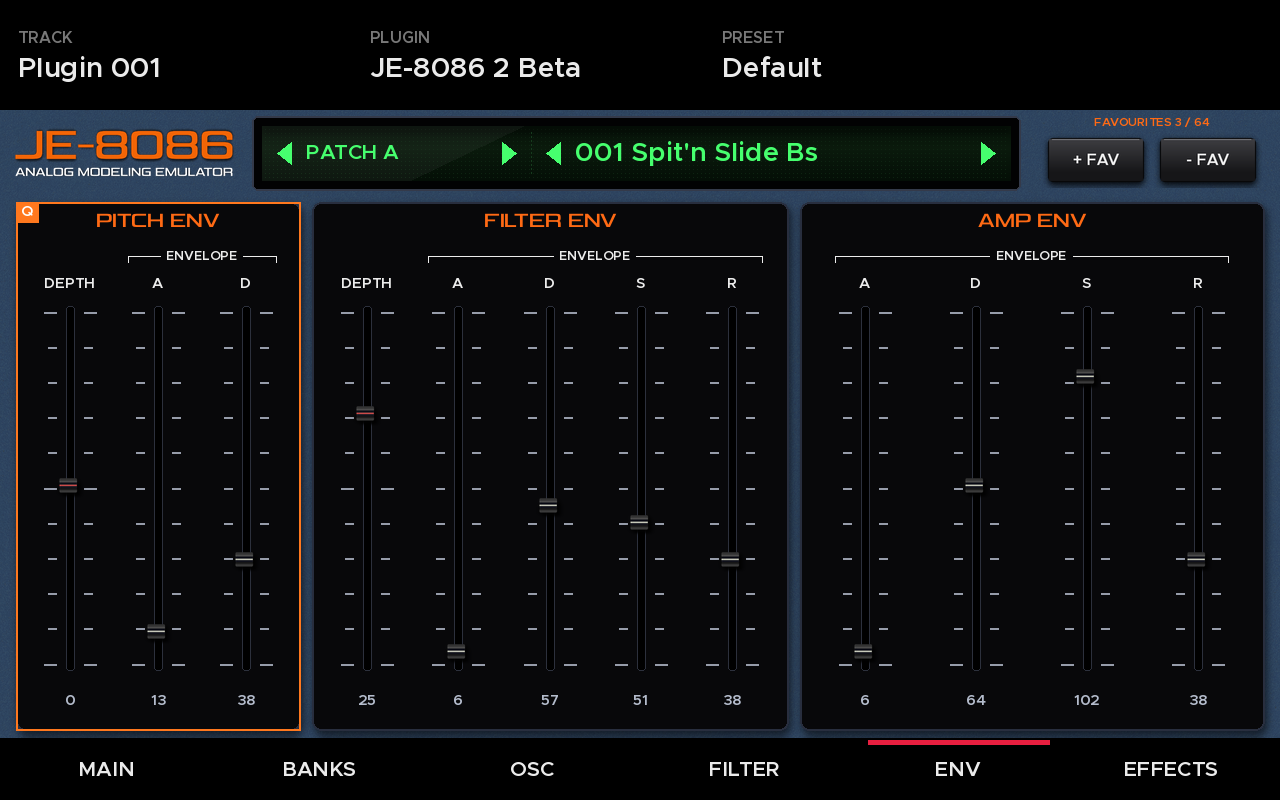 TRACK PLUGIN PRESET
Plugin 001 JE-8086 2 Beta Default
JE-8086
ANALOG MODELING EMULATOR
PATCH A 001 Spit'n Slide Bs
FAVOURITES 3 / 64
+ FAV - FAV
Q
PITCH ENV FILTER ENV AMP ENV
ENVELOPE ENVELOPE ENVELOPE
DEPTH A D DEPTH A D S R A D S R
0 13 38 25 6 57 51 38 6 64 102 38
MAIN BANKS OSC FILTER ENV EFFECTS